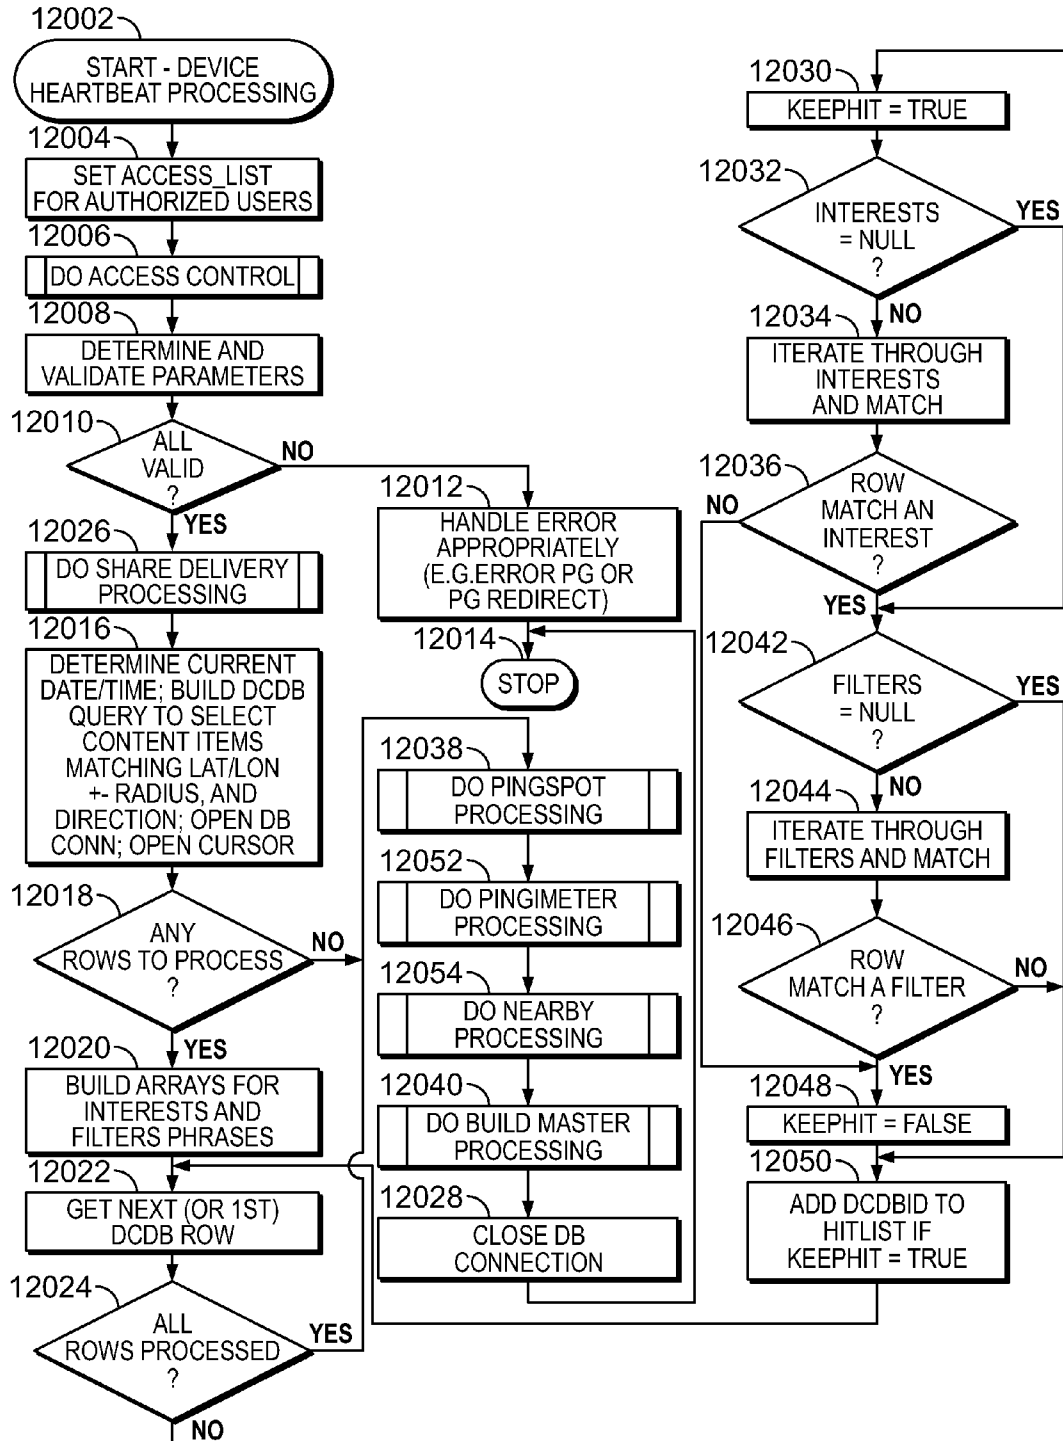 12002
START - DEVICE
HEARTBEAT PROCESSING
12004
SET ACCESS_LIST
FOR AUTHORIZED USERS
12006
DO ACCESS CONTROL
12008
DETERMINE AND
VALIDATE PARAMETERS
12010
ALL
VALID
?
NO
YES
12012
HANDLE ERROR
APPROPRIATELY
(E.G.ERROR PG OR
PG REDIRECT)
12014
STOP
12026
DO SHARE DELIVERY
PROCESSING
12016
DETERMINE CURRENT
DATE/TIME; BUILD DCDB
QUERY TO SELECT
CONTENT ITEMS
MATCHING LAT/LON
+- RADIUS, AND
DIRECTION; OPEN DB
CONN; OPEN CURSOR
12018
ANY
ROWS TO PROCESS
?
NO
YES
12020
BUILD ARRAYS FOR
INTERESTS AND
FILTERS PHRASES
12022
GET NEXT (OR 1ST)
DCDB ROW
12024
ALL
ROWS PROCESSED
?
YES
NO
12038
DO PINGSPOT
PROCESSING
12052
DO PINGIMETER
PROCESSING
12054
DO NEARBY
PROCESSING
12040
DO BUILD MASTER
PROCESSING
12028
CLOSE DB
CONNECTION
12030
KEEPHIT = TRUE
12032
INTERESTS
= NULL
?
YES
NO
12034
ITERATE THROUGH
INTERESTS
AND MATCH
12036
ROW
MATCH AN
INTEREST
?
NO
YES
12042
FILTERS
= NULL
?
YES
NO
12044
ITERATE THROUGH
FILTERS AND MATCH
12046
ROW
MATCH A FILTER
?
NO
YES
12048
KEEPHIT = FALSE
12050
ADD DCDBID TO
HITLIST IF
KEEPHIT = TRUE